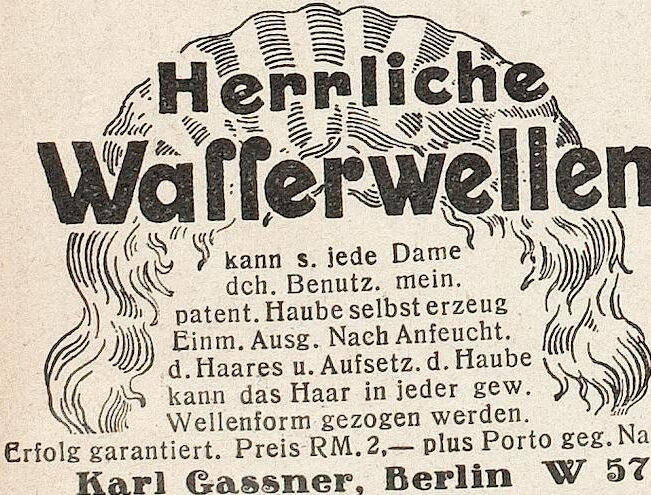 Herrliche
Waſſerwellen
kann s. jede Dame
dch. Benutz. mein.
patent. Haube selbst erzeug
Einm. Ausg. Nach Anfeucht.
d. Haares u. Aufsetz. d. Haube
kann das Haar in jeder gew.
Wellenform gezogen werden.
Erfolg garantiert. Preis RM. 2,— plus Porto geg. Na
Karl Gassner, Berlin W 57